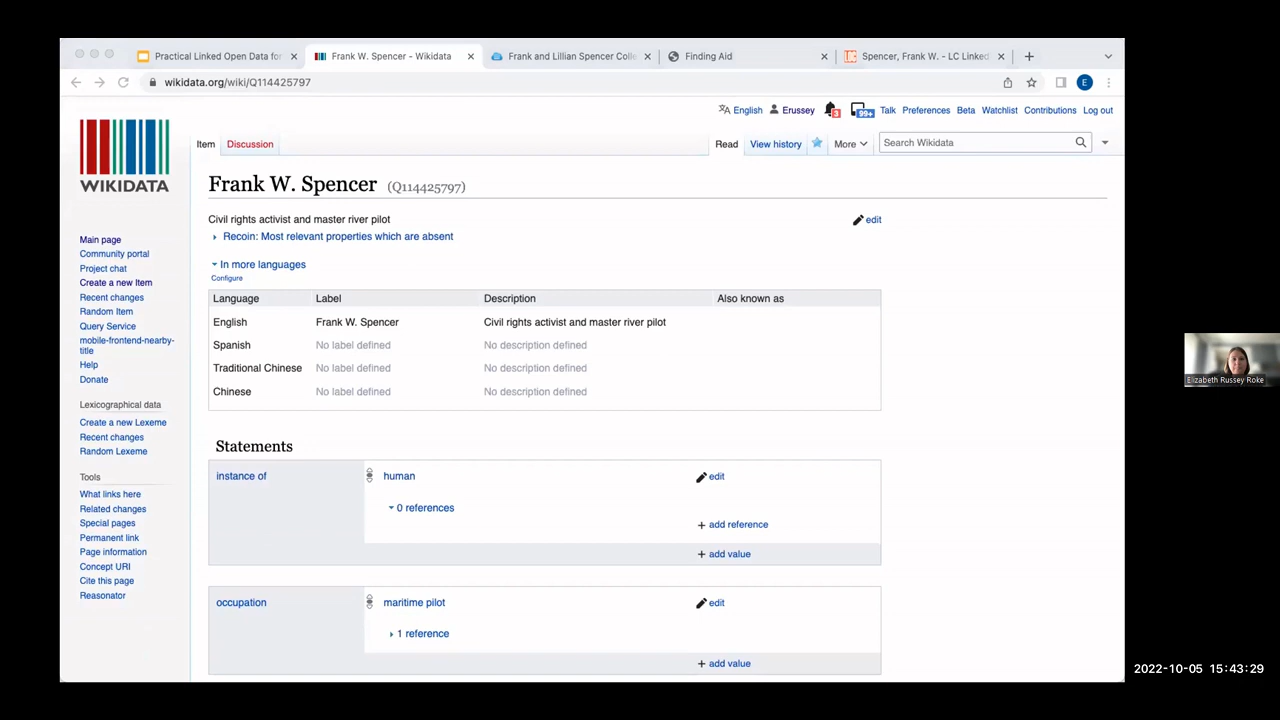 Practical Linked Open Data for
Frank W. Spencer - Wikidata
Frank and Lillian Spencer Colle
Finding Aid
Spencer, Frank W. - LC Linked
wikidata.org/wiki/Q114425797
E
English Erussey 3 99+ Talk Preferences Beta Watchlist Contributions Log out
WIKIDATA
Item Discussion Read View history More Search Wikidata
Frank W. Spencer (Q114425797)
Civil rights activist and master river pilot edit
Recoin: Most relevant properties which are absent
In more languages
Configure
Language Label Description Also known as
English Frank W. Spencer Civil rights activist and master river pilot
Spanish No label defined No description defined
Traditional Chinese No label defined No description defined
Chinese No label defined No description defined
Statements
instance of human edit
0 references
add reference
add value
occupation maritime pilot edit
1 reference
add value
Main page
Community portal
Project chat
Create a new Item
Recent changes
Random Item
Query Service
mobile-frontend-nearby-
title
Help
Donate
Lexicographical data
Create a new Lexeme
Recent changes
Random Lexeme
Tools
What links here
Related changes
Special pages
Permanent link
Page information
Concept URI
Cite this page
Reasonator
Elizabeth Russey Roke
2022-10-05 15:43:29